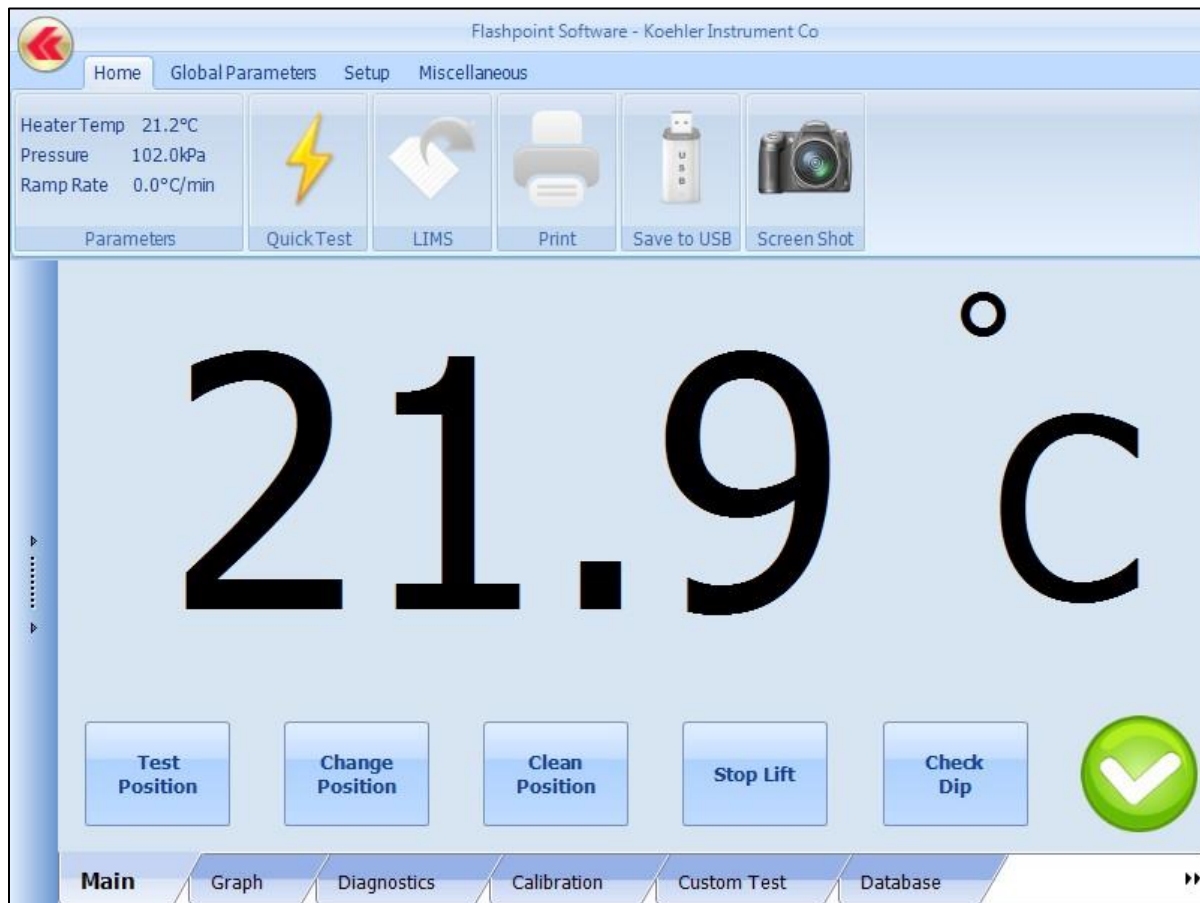 Flashpoint Software - Koehler Instrument Co
Home Global Parameters Setup Miscellaneous
Heater Temp 21.2°C
Pressure 102.0kPa
Ramp Rate 0.0°C/min
USB
Parameters Quick Test LIMS Print Save to USB Screen Shot
21.9 °C
Test Position
Change Position
Clean Position
Stop Lift
Check Dip
Main Graph Diagnostics Calibration Custom Test Database